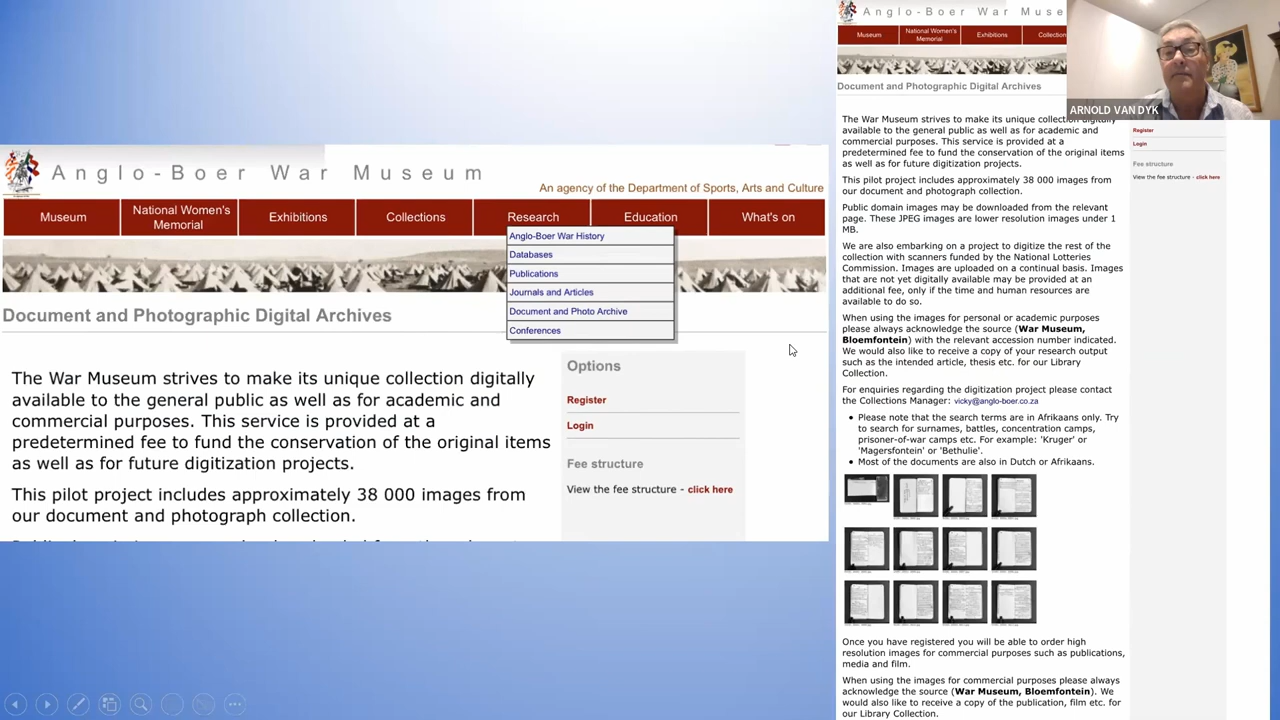 Anglo-Boer War Museum
An agency of the Department of Sports, Arts and Culture
Museum
National Women's
Memorial
Exhibitions
Collections
Research
Education
What's on
Anglo-Boer War History
Databases
Publications
Journals and Articles
Document and Photo Archive
Conferences
Document and Photographic Digital Archives
The War Museum strives to make its unique collection digitally
available to the general public as well as for academic and
commercial purposes. This service is provided at a
predetermined fee to fund the conservation of the original items
as well as for future digitization projects.
This pilot project includes approximately 38 000 images from
our document and photograph collection.
Options
Register
Login
Fee structure
View the fee structure - click here
Anglo-Boer War Muse
Museum
National Women's
Memorial
Exhibitions
Collection
ARNOLD VAN DYK
Document and Photographic Digital Archives
The War Museum strives to make its unique collection digitally
available to the general public as well as for academic and
commercial purposes. This service is provided at a
predetermined fee to fund the conservation of the original items
as well as for future digitization projects.
This pilot project includes approximately 38 000 images from
our document and photograph collection.
Public domain images may be downloaded from the relevant
page. These JPEG images are lower resolution images under 1
MB.
We are also embarking on a project to digitize the rest of the
collection with scanners funded by the National Lotteries
Commission. Images are uploaded on a continual basis. Images
that are not yet digitally available may be provided at an
additional fee, only if the time and human resources are
available to do so.
When using the images for personal or academic purposes
please always acknowledge the source (War Museum,
Bloemfontein) with the relevant accession number indicated.
We would also like to receive a copy of your research output
such as the intended article, thesis etc. for our Library
Collection.
For enquiries regarding the digitization project please contact
the Collections Manager: vicky@anglo-boer.co.za
• Please note that the search terms are in Afrikaans only. Try
to search for surnames, battles, concentration camps,
prisoner-of-war camps etc. For example: 'Kruger' or
'Magersfontein' or 'Bethulie'.
• Most of the documents are also in Dutch or Afrikaans.
Once you have registered you will be able to order high
resolution images for commercial purposes such as publications,
media and film.
When using the images for commercial purposes please always
acknowledge the source (War Museum, Bloemfontein). We
would also like to receive a copy of the publication, film etc. for
our Library Collection.
Register
Login
Fee structure
View the fee structure - click here